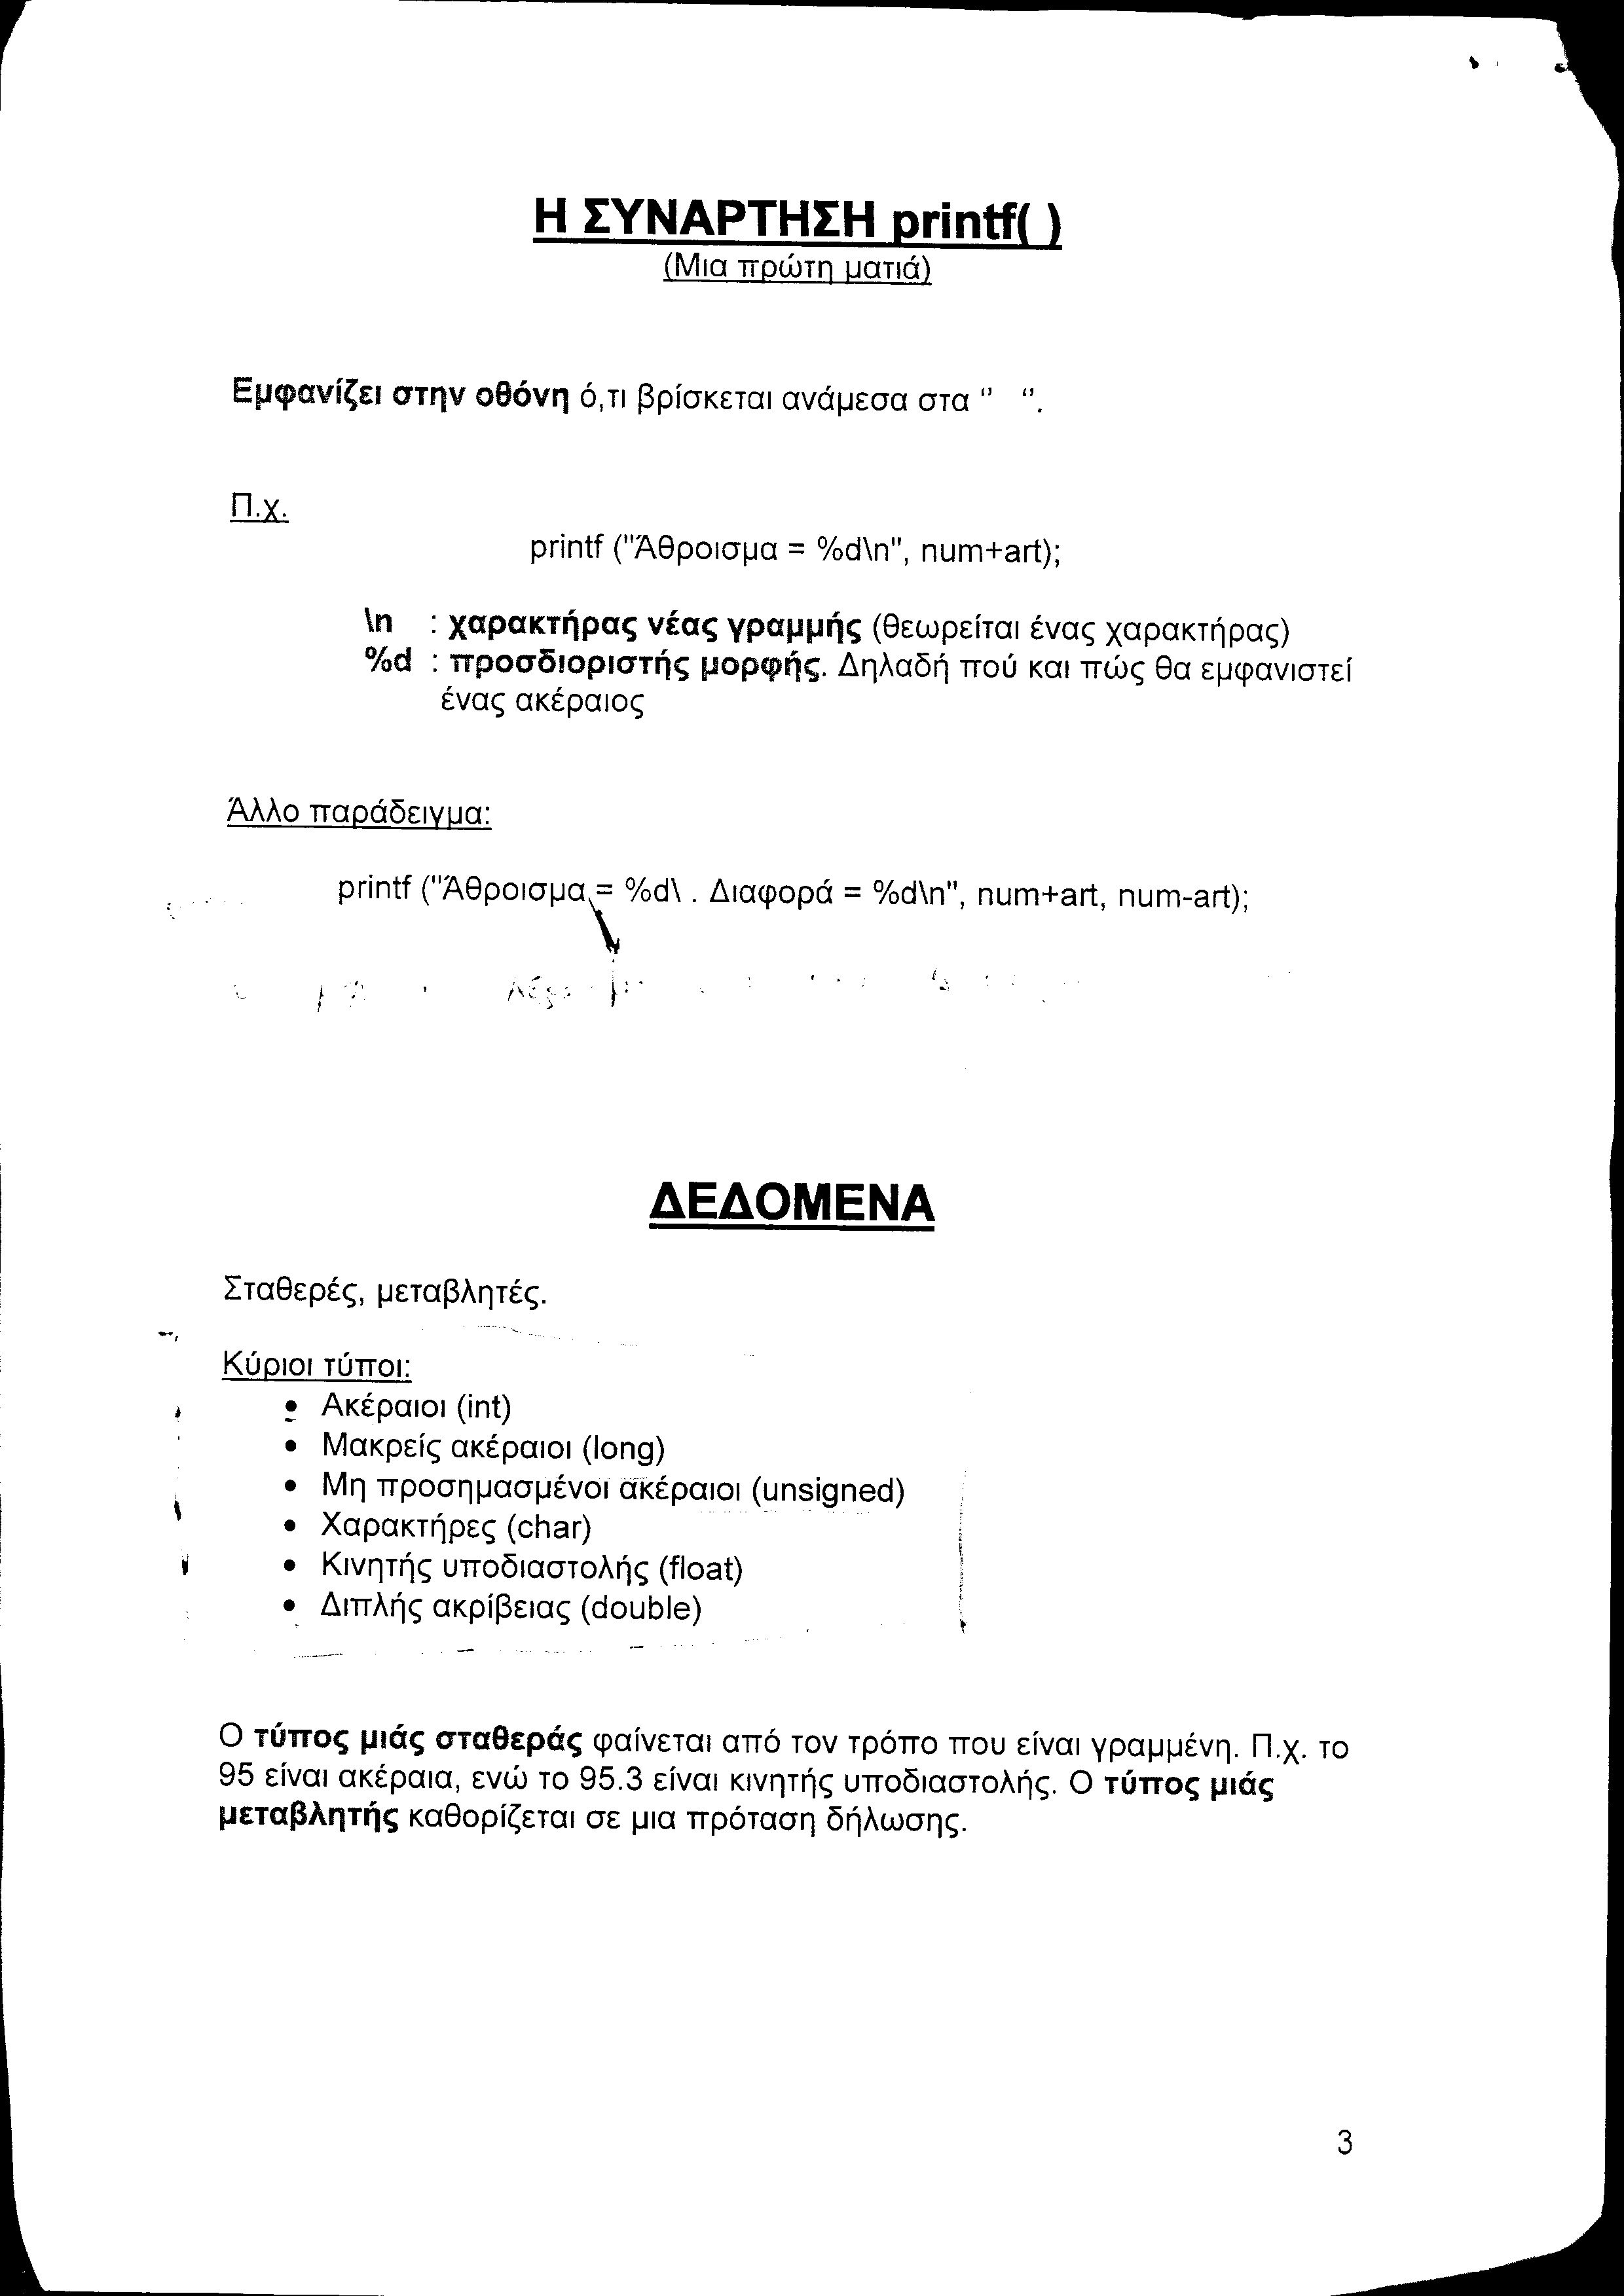 Η ΣΥΝΑΡΤΗΣΗ printf( )
(Μια πρώτη ματιά)
Εμφανίζει στην οθόνη ό,τι βρίσκεται ανάμεσα στα “ “.
Π.χ.
printf ("Άθροισμα = %d\n", num+art);
\n : χαρακτήρας νέας γραμμής (θεωρείται ένας χαρακτήρας)
%d : προσδιοριστής μορφής. Δηλαδή πού και πώς θα εμφανιστεί
ένας ακέραιος
Άλλο παράδειγμα:
printf ("Άθροισμα = %d\ . Διαφορά = %d\n", num+art, num-art);
ΔΕΔΟΜΕΝΑ
Σταθερές, μεταβλητές.
Κύριοι τύποι:
• Ακέραιοι (int)
• Μακρείς ακέραιοι (long)
• Μη προσημασμένοι ακέραιοι (unsigned)
• Χαρακτήρες (char)
• Κινητής υποδιαστολής (float)
• Διπλής ακρίβειας (double)
Ο τύπος μιάς σταθεράς φαίνεται από τον τρόπο που είναι γραμμένη. Π.χ. το
95 είναι ακέραια, ενώ το 95.3 είναι κινητής υποδιαστολής. Ο τύπος μιάς
μεταβλητής καθορίζεται σε μια πρόταση δήλωσης.
3